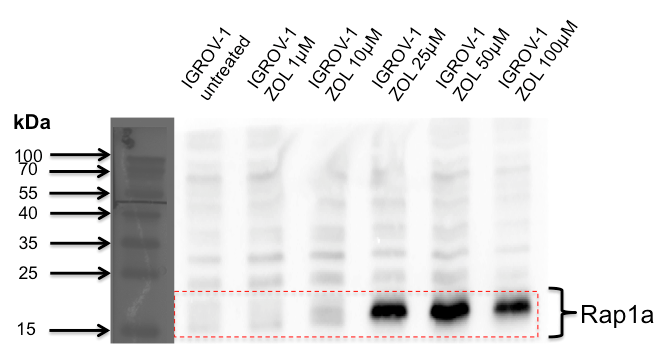 IGROV-1
untreated
IGROV-1
ZOL 1µM
IGROV-1
ZOL 10µM
IGROV-1
ZOL 25µM
IGROV-1
ZOL 50µM
IGROV-1
ZOL 100µM
kDa
100
70
55
40
35
25
15
Rap1a